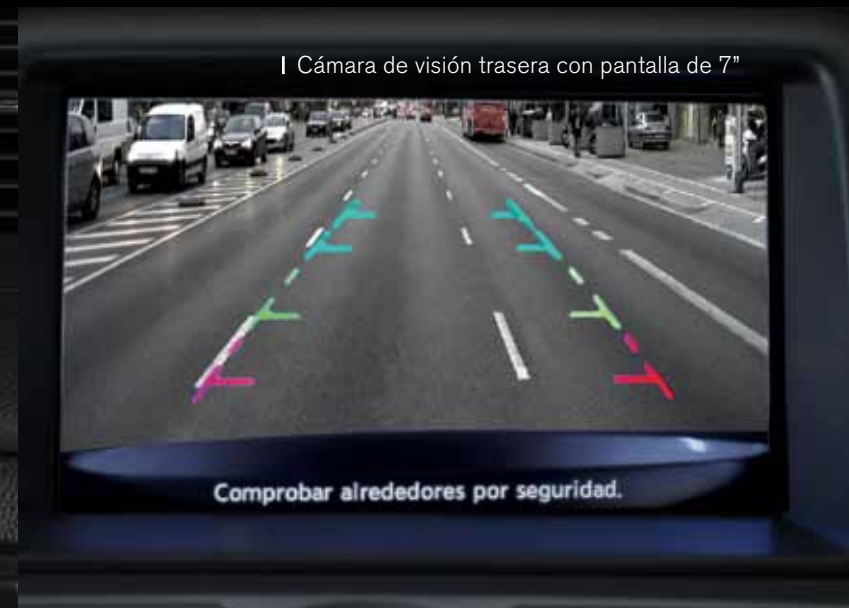 Cámara de visión trasera con pantalla de 7”
Comprobar alrededores por seguridad.